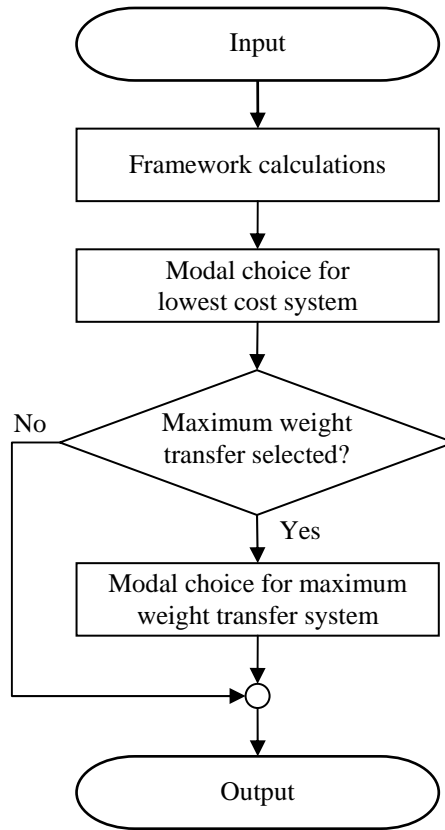 Input
Framework calculations
Modal choice for
lowest cost system
No
Maximum weight
transfer selected?
Yes
Modal choice for maximum
weight transfer system
Output